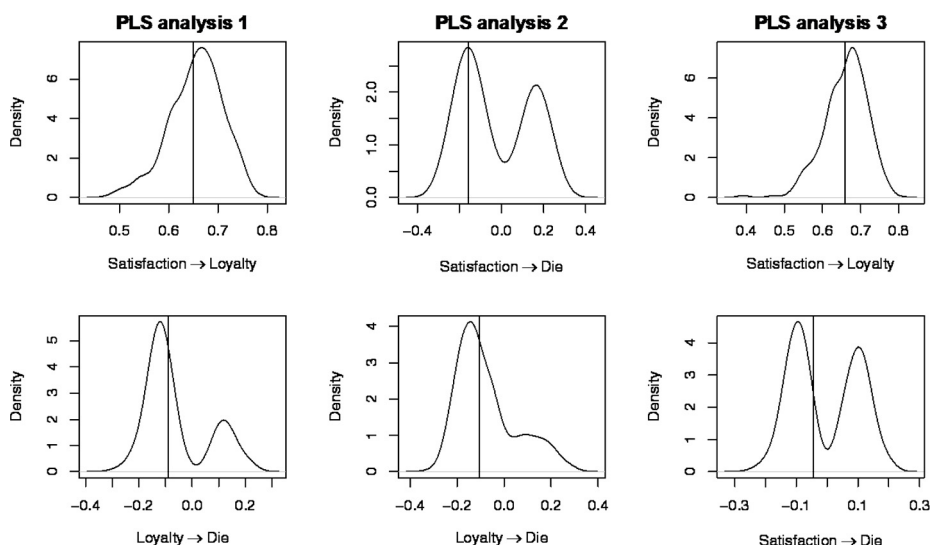 PLS analysis 1
PLS analysis 2
PLS analysis 3
Density
0 2 4 6
0.5 0.6 0.7 0.8
Satisfaction → Loyalty
Density
0.0 1.0 2.0
−0.4 −0.2 0.0 0.2 0.4
Satisfaction → Die
Density
0 2 4 6
0.4 0.5 0.6 0.7 0.8
Satisfaction → Loyalty
Density
0 1 2 3 4 5
−0.4 −0.2 0.0 0.2
Loyalty → Die
Density
0 1 2 3 4
−0.4 −0.2 0.0 0.2 0.4
Loyalty → Die
Density
0 1 2 3 4
−0.3 −0.1 0.1 0.3
Satisfaction → Die